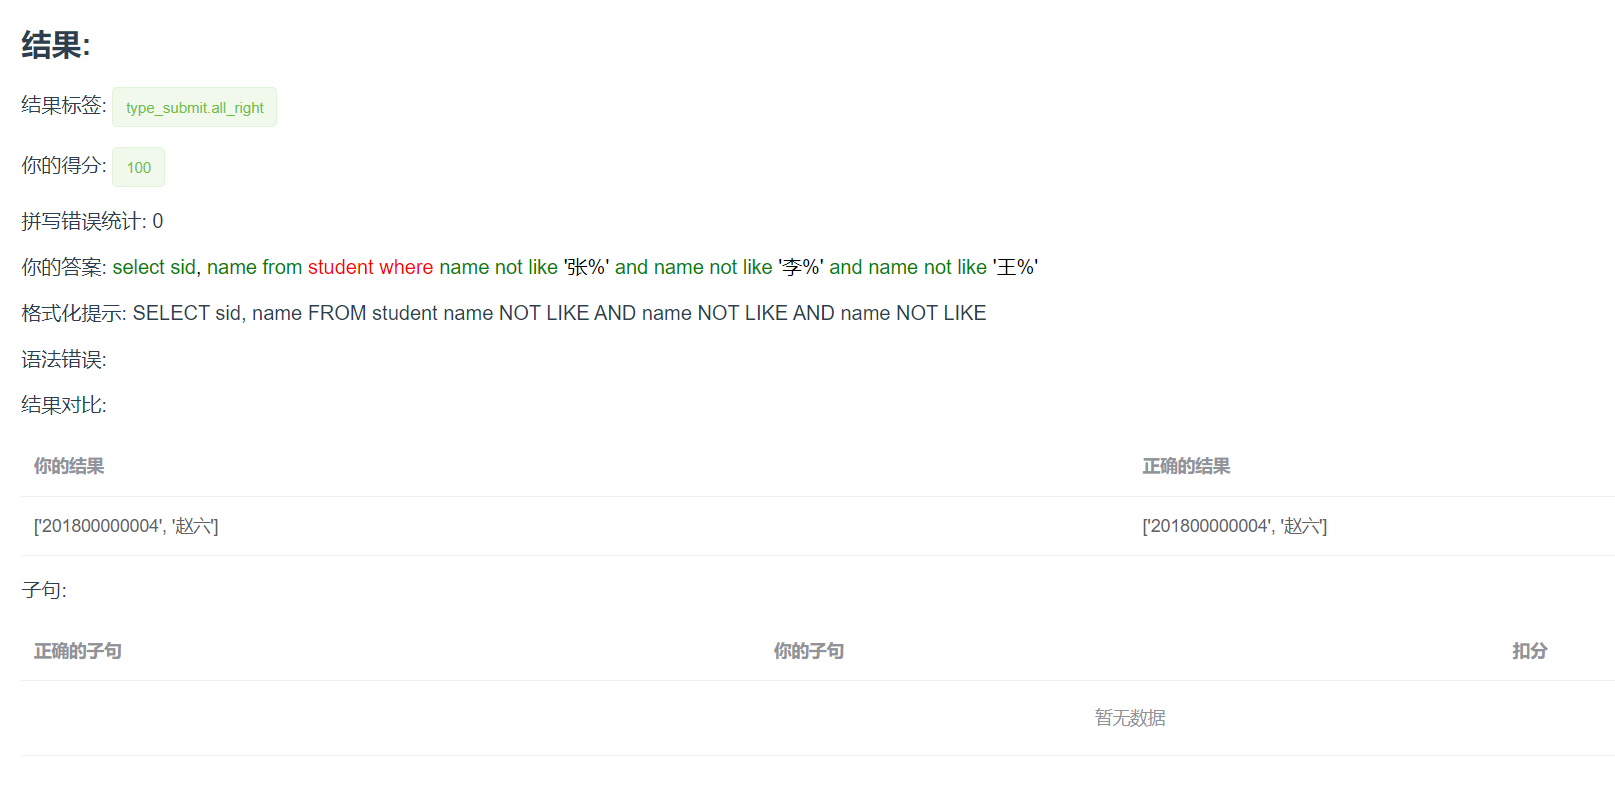 结果:
结果标签: type_submit.all_right
你的得分: 100
拼写错误统计: 0
你的答案: select sid, name from student where name not like '张%' and name not like '李%' and name not like '王%'
格式化提示: SELECT sid, name FROM student name NOT LIKE AND name NOT LIKE AND name NOT LIKE
语法错误:
结果对比:
你的结果 正确的结果
['201800000004', '赵六'] ['201800000004', '赵六']
子句:
正确的子句 你的子句 扣分
暂无数据